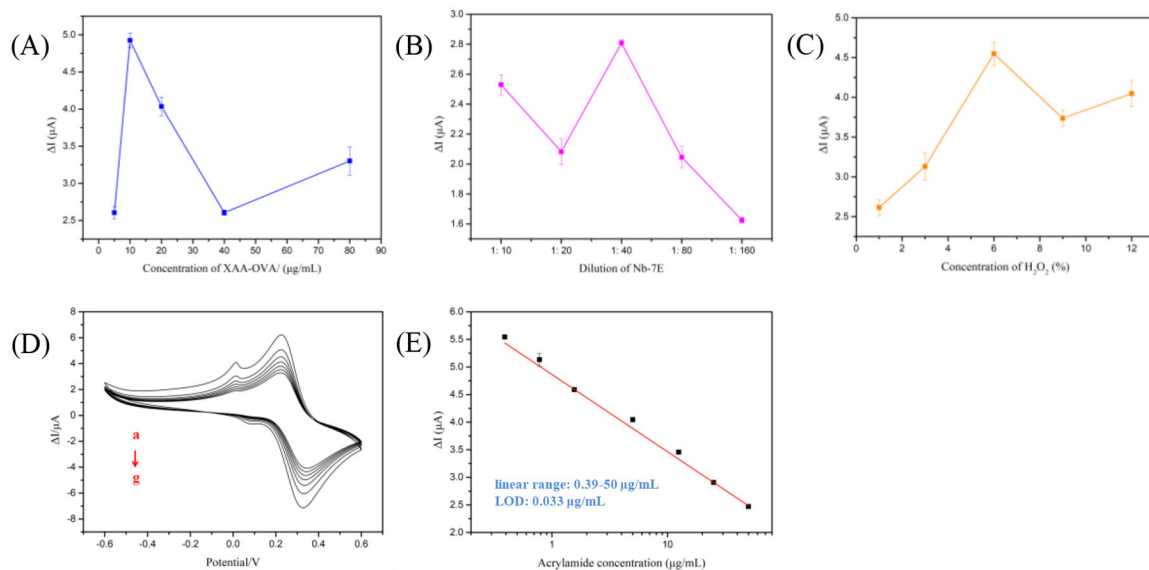 (A)
5.0
4.5
4.0
3.5
3.0
2.5
ΔI (μA)
0 10 20 30 40 50 60 70 80 90
Concentration of XAA-OVA/ (μg/mL)
(B)
3.0
2.8
2.6
2.4
2.2
2.0
1.8
1.6
ΔI (μA)
1: 10 1: 20 1: 40 1: 80 1: 160
Dilution of Nb-7E
(C)
5.0
4.5
4.0
3.5
3.0
2.5
ΔI (μA)
0 2 4 6 8 10 12
Concentration of H₂O₂ (%)
(D)
8
6
4
2
0
-2
-4
-6
-8
ΔI/μA
a
g
-0.6 -0.4 -0.2 0.0 0.2 0.4 0.6
Potential/V
(E)
6.0
5.5
5.0
4.5
4.0
3.5
3.0
2.5
2.0
ΔI (μA)
linear range: 0.39-50 μg/mL
LOD: 0.033 μg/mL
1 10
Acrylamide concentration (μg/mL)